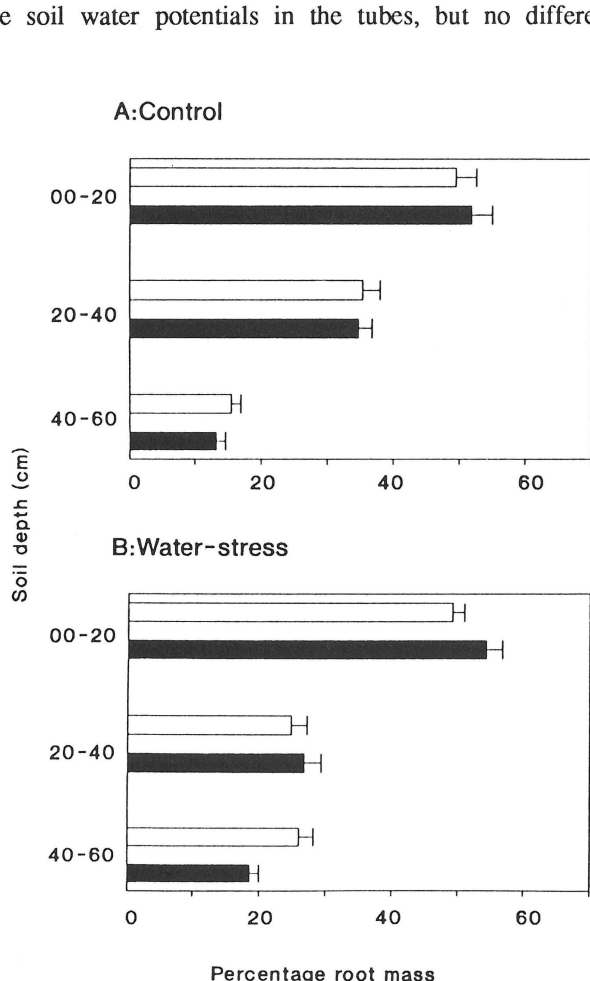 e soil water potentials in the tubes, but no differe
A:Control
00-20
20-40
40-60
0 20 40 60
Soil depth (cm)
B:Water-stress
00-20
20-40
40-60
0 20 40 60
Percentage root mass